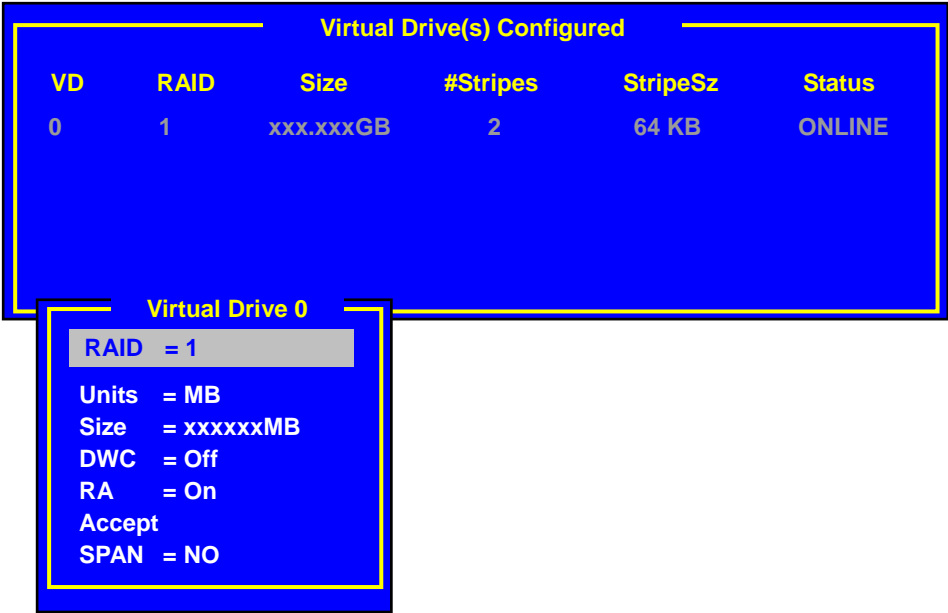 Virtual Drive(s) Configured
VD RAID Size #Stripes StripeSz Status
0 1 xxx.xxxGB 2 64 KB ONLINE
Virtual Drive 0
RAID = 1
Units = MB
Size = xxxxxxMB
DWC = Off
RA = On
Accept
SPAN = NO